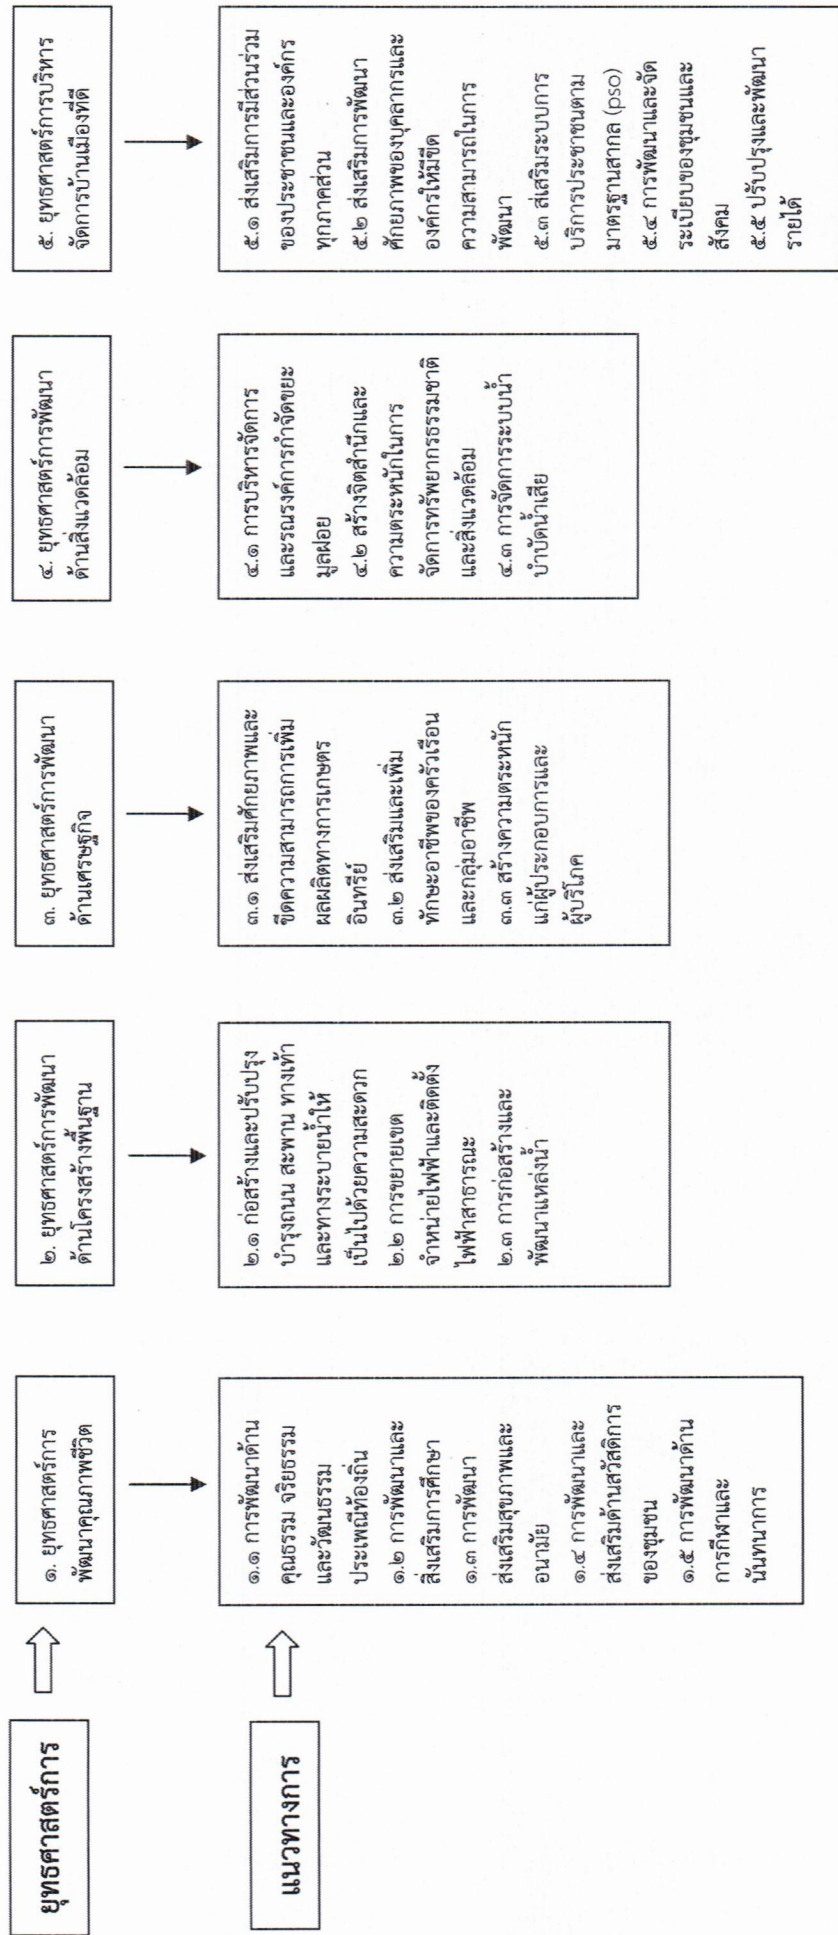 ยุทธศาสตร์การ
๑. ยุทธศาสตร์การ
พัฒนาคุณภาพชีวิต
๒. ยุทธศาสตร์การพัฒนา
ด้านโครงสร้างพื้นฐาน
๓. ยุทธศาสตร์การพัฒนา
ด้านเศรษฐกิจ
๔. ยุทธศาสตร์การพัฒนา
ด้านสิ่งแวดล้อม
๕. ยุทธศาสตร์การบริหาร
จัดการบ้านเมืองที่ดี
แนวทางการ
๑.๑ การพัฒนาด้าน
คุณธรรม จริยธรรม
และวัฒนธรรม
ประเพณีท้องถิ่น
๑.๒ การพัฒนาและ
ส่งเสริมการศึกษา
๑.๓ การพัฒนา
ส่งเสริมสุขภาพและ
อนามัย
๑.๔ การพัฒนาและ
ส่งเสริมด้านสวัสดิการ
ของชุมชน
๑.๕ การพัฒนาด้าน
การกีฬาและ
นันทนาการ
๒.๑ ก่อสร้างและปรับปรุง
บำรุงถนน สะพาน ทางเท้า
และทางระบายน้ำให้
เป็นไปด้วยความสะดวก
๒.๒ การขยายเขต
จำหน่ายไฟฟ้าและติดตั้ง
ไฟฟ้าสาธารณะ
๒.๓ การก่อสร้างและ
พัฒนาแหล่งน้ำ
๓.๑ ส่งเสริมศักยภาพและ
ขีดความสามารถการเพิ่ม
ผลผลิตทางการเกษตร
อินทรีย์
๓.๒ ส่งเสริมและเพิ่ม
ทักษะอาชีพของครัวเรือน
และกลุ่มอาชีพ
๓.๓ สร้างความตระหนัก
แก่ผู้ประกอบการและ
ผู้บริโภค
๔.๑ การบริหารจัดการ
และรณรงค์การกำจัดขยะ
มูลฝอย
๔.๒ สร้างจิตสำนึกและ
ความตระหนักในการ
จัดการทรัพยากรธรรมชาติ
และสิ่งแวดล้อม
๔.๓ การจัดการระบบน้ำ
บำบัดน้ำเสีย
๕.๑ ส่งเสริมการมีส่วนร่วม
ของประชาชนและองค์กร
ทุกภาคส่วน
๕.๒ ส่งเสริมการพัฒนา
ศักยภาพของบุคลากรและ
องค์กรให้มีขีด
ความสามารถในการ
พัฒนา
๕.๓ ส่เสริมระบบการ
บริการประชาชนตาม
มาตรฐานสากล (pso)
๕.๔ การพัฒนาและจัด
ระเบียบของชุมชนและ
สังคม
๕.๕ ปรับปรุงและพัฒนา
รายได้